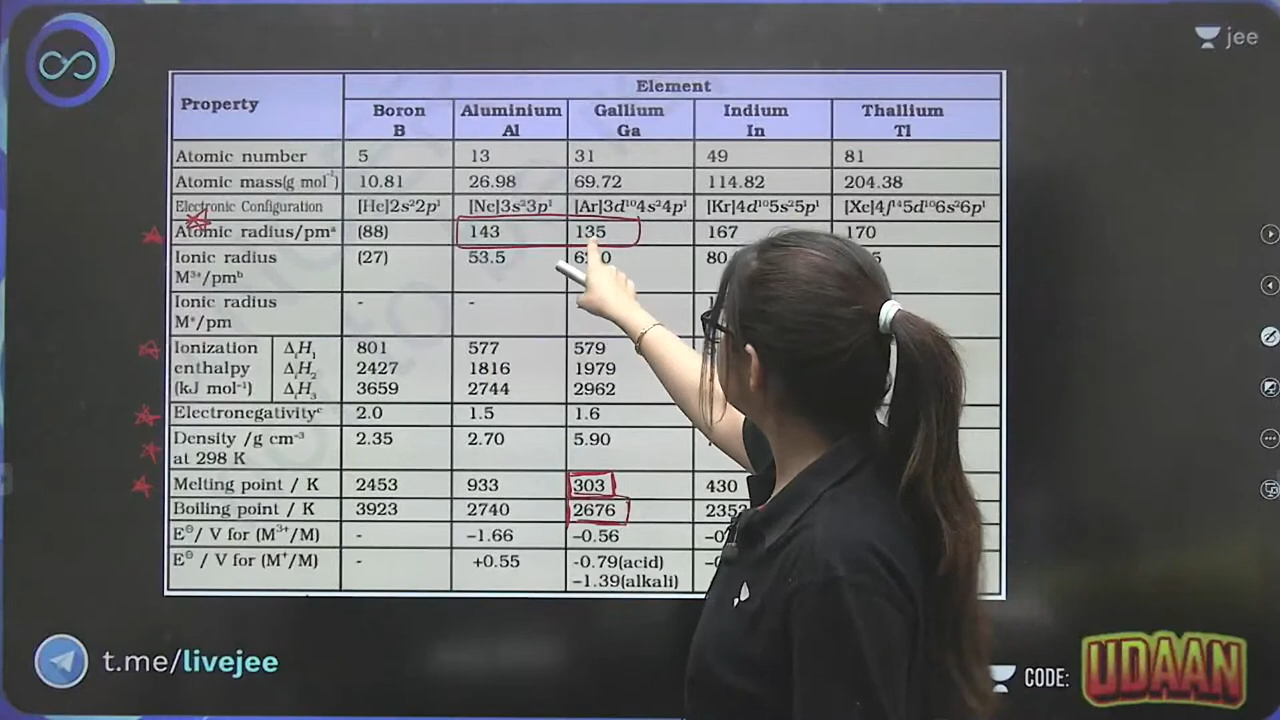 jee
Property Element
Boron Aluminium Gallium Indium Thallium
B Al Ga In Tl
Atomic number 5 13 31 49 81
Atomic mass(g mol⁻¹) 10.81 26.98 69.72 114.82 204.38
Electronic Configuration [He]2s²2p¹ [Ne]3s²3p¹ [Ar]3d¹⁰4s²4p¹ [Kr]4d¹⁰5s²5p¹ [Xe]4f¹⁴5d¹⁰6s²6p¹
Atomic radius/pmᵃ (88) 143 135 167 170
Ionic radius (27) 53.5 80
M³⁺/pmᵇ
Ionic radius - -
M⁺/pm
Ionization ΔᵢH₁ 801 577 579
enthalpy ΔᵢH₂ 2427 1816 1979
(kJ mol⁻¹) ΔᵢH₃ 3659 2744 2962
Electronegativityᶜ 2.0 1.5 1.6
Density /g cm⁻³ 2.35 2.70 5.90
at 298 K
Melting point / K 2453 933 303 430
Boiling point / K 3923 2740 2676
E⊖/ V for (M³⁺/M) - –1.66 –0.56
E⊖ / V for (M⁺/M) - +0.55 -0.79(acid)
–1.39(alkali)
t.me/livejee
CODE: UDAAN